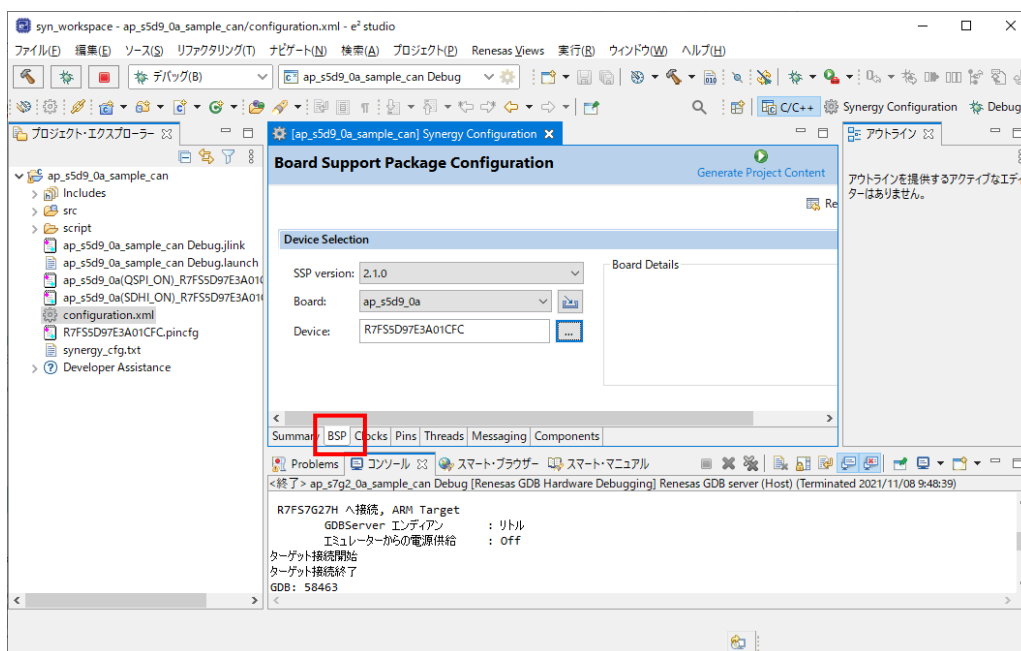 syn_workspace - ap_s5d9_0a_sample_can/configuration.xml - e² studio
ファイル(F) 編集(E) ソース(S) リファクタリング(T) ナビゲート(N) 検索(A) プロジェクト(P) Renesas Views 実行(R) ウィンドウ(W) ヘルプ(H)
デバッグ(B) ap_s5d9_0a_sample_can Debug
C/C++ Synergy Configuration Debug
プロジェクト・エクスプローラー
[ap_s5d9_0a_sample_can] Synergy Configuration
アウトライン
Board Support Package Configuration
Generate Project Content
アウトラインを提供するアクティブなエディ
ターはありません。
ap_s5d9_0a_sample_can
Includes
src
script
ap_s5d9_0a_sample_can Debug.jlink
ap_s5d9_0a_sample_can Debug.launch
ap_s5d9_0a(QSPI_ON)_R7FS5D97E3A01(
ap_s5d9_0a(SDHI_ON)_R7FS5D97E3A01(
configuration.xml
R7FS5D97E3A01CFC.pincfg
synergy_cfg.txt
Developer Assistance
Re
Device Selection
SSP version: 2.1.0
Board: ap_s5d9_0a
Device: R7FS5D97E3A01CFC ...
Board Details
Summary BSP Clocks Pins Threads Messaging Components
Problems コンソール スマート・ブラウザー スマート・マニュアル
<終了> ap_s7g2_0a_sample_can Debug [Renesas GDB Hardware Debugging] Renesas GDB server (Host) (Terminated 2021/11/08 9:48:39)
R7FS7G27H へ接続, ARM Target
GDBServer エンディアン : リトル
エミュレーターからの電源供給 : Off
ターゲット接続開始
ターゲット接続終了
GDB: 58463